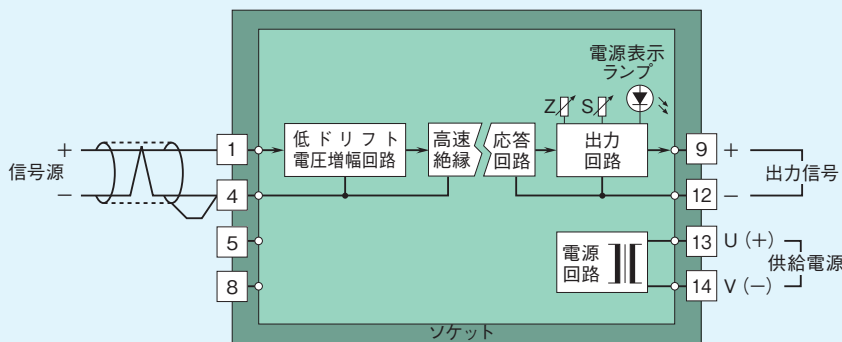 電源表示
ランプ
Z S
＋ 1 低ドリフト
電圧増幅回路 高速
絶縁 応答
回路 出力
回路 9 ＋
信号源 出力信号
－ 4 12 －
5 電源
回路 13 U（＋）
供給電源
8 14 V（－）
ソケット